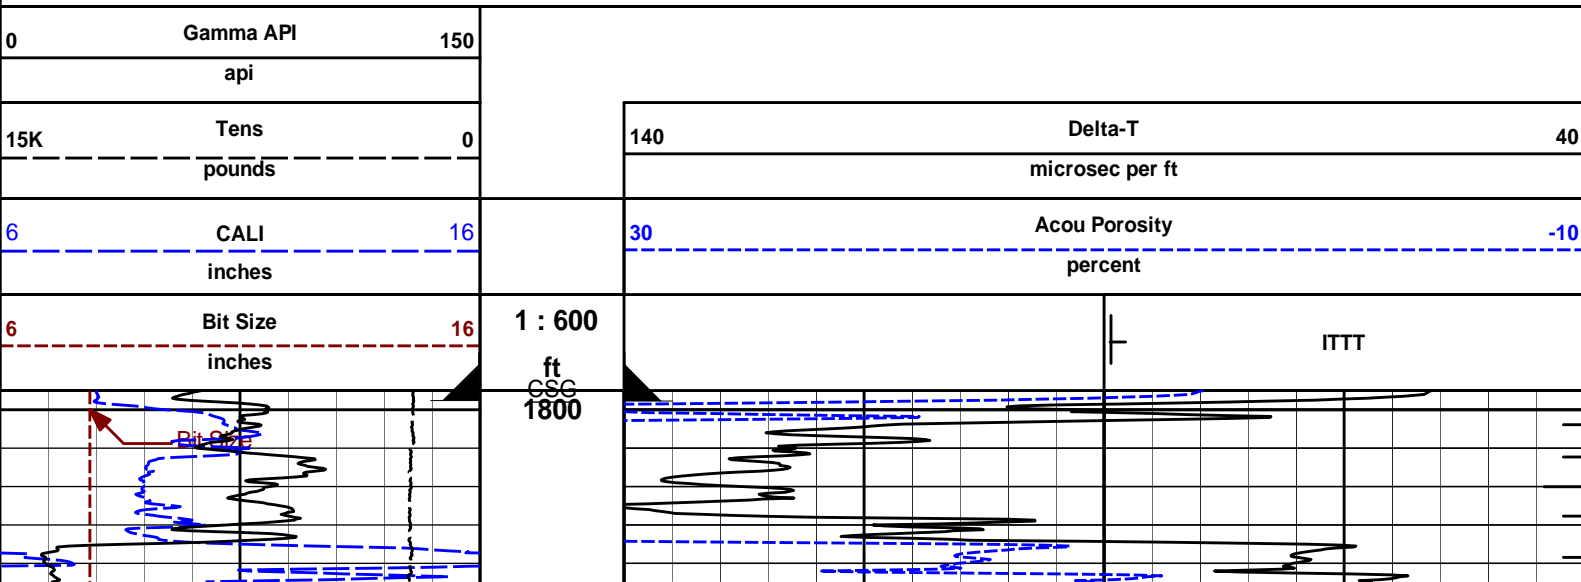 Gamma API
0 150
api
Tens
15K 0
pounds
Delta-T
140 40
microsec per ft
6 CALI 16
inches
Acou Porosity
30 -10
percent
Bit Size
6 16
inches
1 : 600
ft
CSG
1800
ITTT
Bit Size